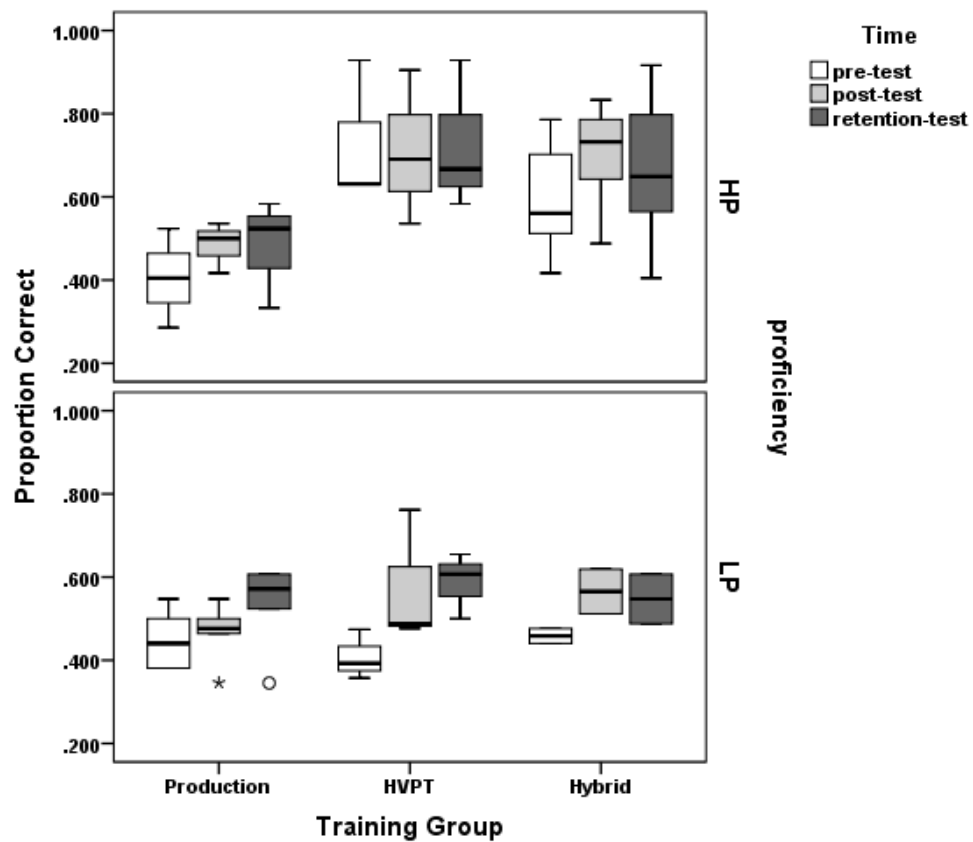 Time
pre-test
post-test
retention-test
1.000
.800
.600
.400
.200
HP
1.000
.800
.600
.400
.200
LP
Proportion Correct
proficiency
Production
HVPT
Hybrid
Training Group